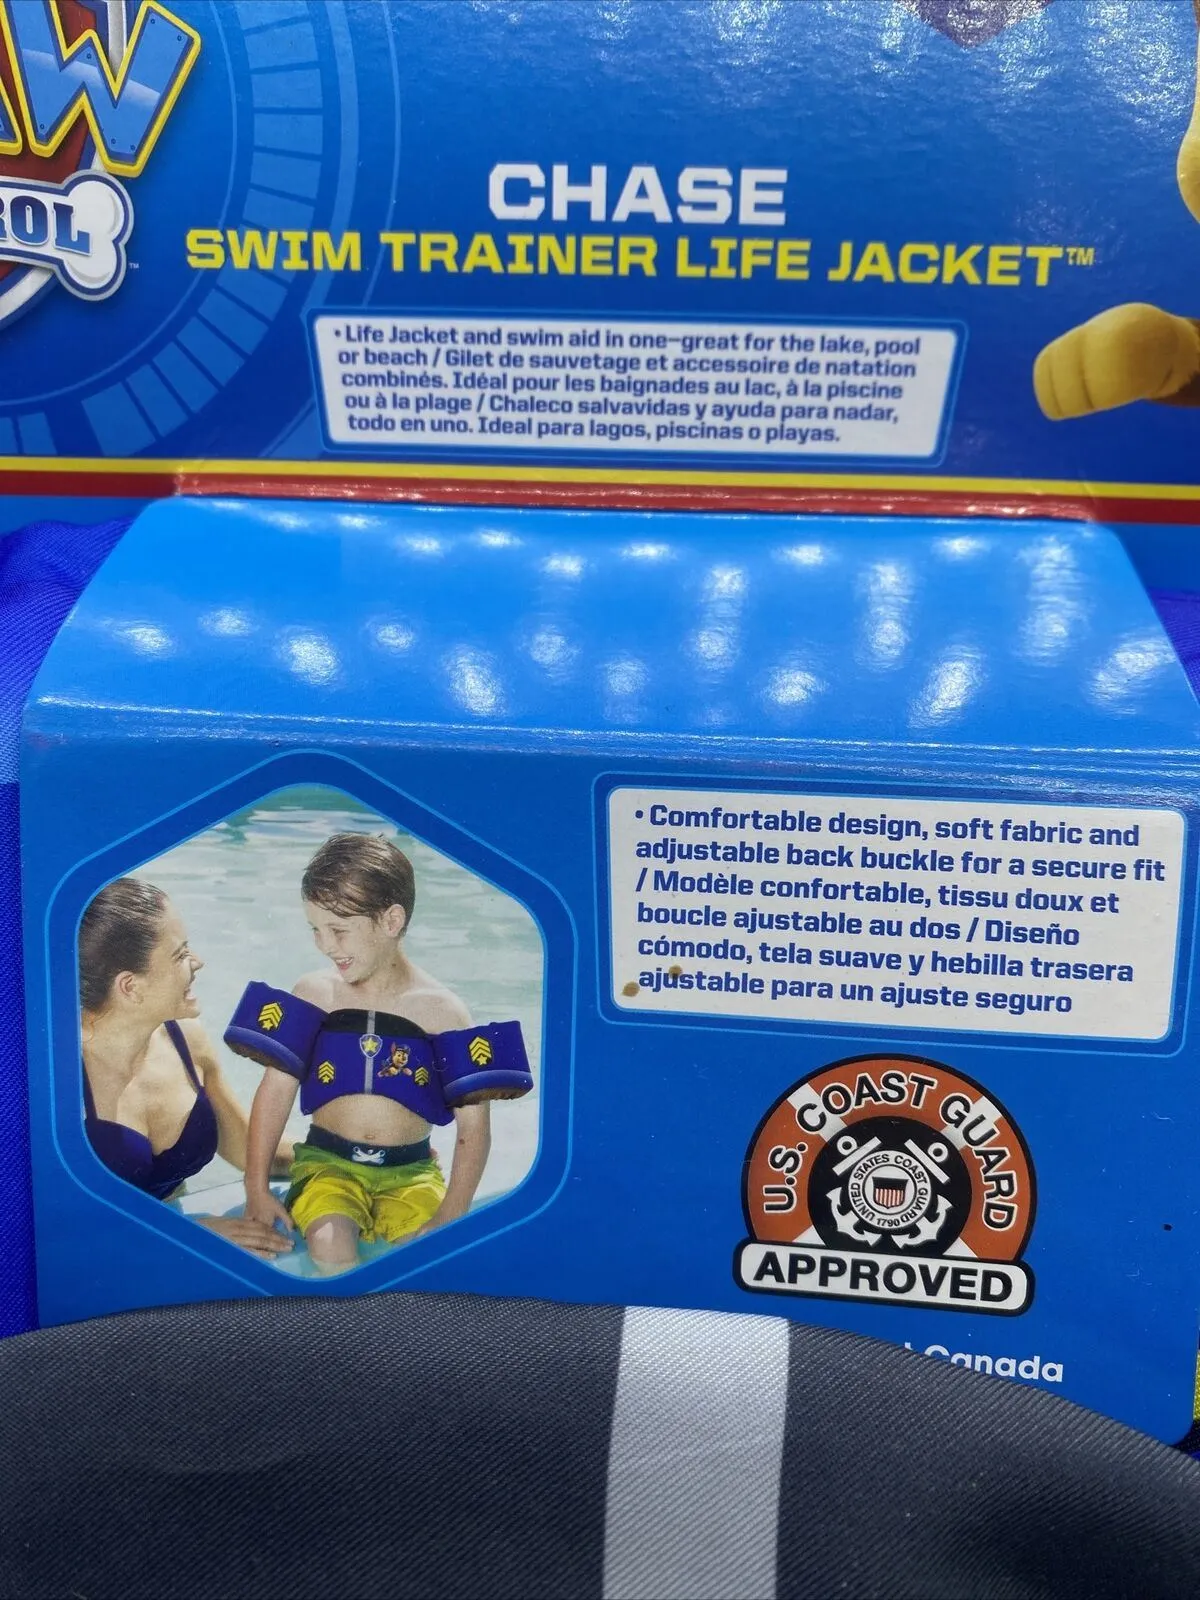 AW
ROL
™
CHASE
SWIM TRAINER LIFE JACKET™
• Life Jacket and swim aid in one-great for the lake, pool
or beach / Gilet de sauvetage et accessoire de natation
combinés. Idéal pour les baignades au lac, à la piscine
ou à la plage / Chaleco salvavidas y ayuda para nadar,
todo en uno. Ideal para lagos, piscinas o playas.
• Comfortable design, soft fabric and
adjustable back buckle for a secure fit
/ Modèle confortable, tissu doux et
boucle ajustable au dos / Diseño
cómodo, tela suave y hebilla trasera
ajustable para un ajuste seguro
U.S. COAST GUARD
UNITED STATES COAST GUARD
1790
APPROVED
Canada